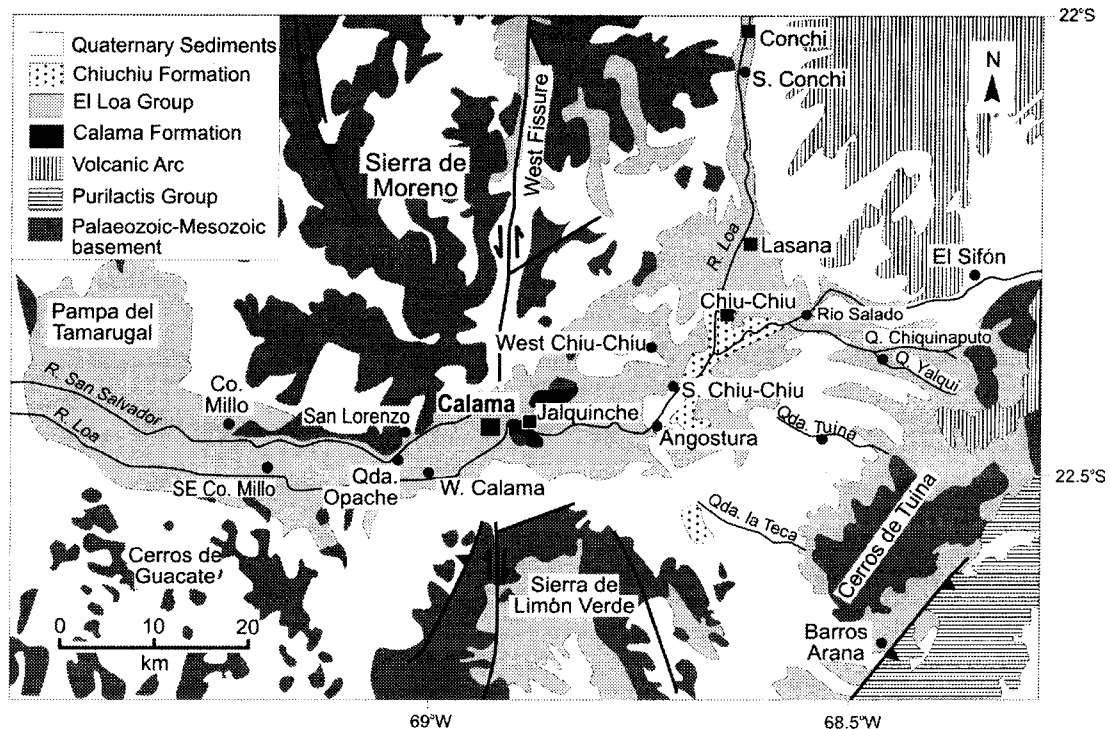 Quaternary Sediments
Chiuchiu Formation
El Loa Group
Calama Formation
Volcanic Arc
Purilactis Group
Palaeozoic-Mesozoic
basement
22°S
N
Conchi
S. Conchi
West Fissure
Sierra de
Moreno
R. Loa
Lasana
El Sifón
Pampa del
Tamarugal
Chiu-Chiu
Rio Salado
West Chiu-Chiu
Q. Chiquinaputo
Q. Yalqui
R. San Salvador
Co.
Millo
San Lorenzo
Calama
S. Chiu-Chiu
Jalquinche
R. Loa
Angostura
Qda. Tuina
SE Co. Millo
Qda.
Opache
W. Calama
22.5°S
Qda. la Teca
Cerros de Tuina
Cerros de
Guacate
Sierra de
Limón Verde
0 10 20
km
Barros
Arana
69°W
68.5°W